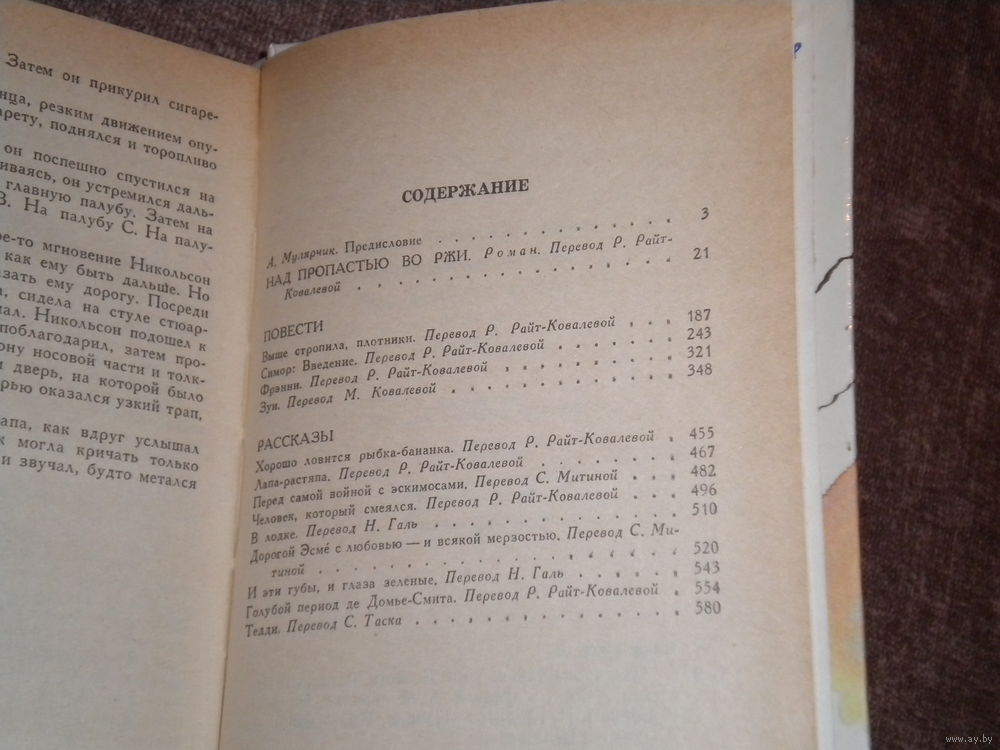 Затем он прикурил сигаре-
нца, резким движением опу-
арету, поднялся и торопливо
он поспешно спустился на
иваясь, он устремился даль-
главную палубу. Затем на
В. На палубу С. На палу-
ре-то мгновение Никольсон
как ему быть дальше. Но
азать ему дорогу. Посреди
сидела на стуле стюар-
нал. Никольсон подошел к
поблагодарил, затем про-
ону носовой части и толк-
и дверь, на которой было
рью оказался узкий трап,
апа, как вдруг услышал
к могла кричать только
и звучал, будто метался
СОДЕРЖАНИЕ
А. Мулярчик. Предисловие . . . . . . . . . . 3
НАД ПРОПАСТЬЮ ВО РЖИ. Роман. Перевод Р. Райт-
Ковалевой . . . . . . . . . . . . . 21
ПОВЕСТИ
Выше стропила, плотники. Перевод Р. Райт-Ковалевой . . . 187
Симор: Введение. Перевод Р. Райт-Ковалевой . . . . . 243
Фрэнни. Перевод Р. Райт-Ковалевой . . . . . . . 321
Зуи. Перевод М. Ковалевой . . . . . . . . . 348
РАССКАЗЫ
Хорошо ловится рыбка-бананка. Перевод Р. Райт-Ковалевой . 455
Лапа-растяпа. Перевод Р. Райт-Ковалевой . . . . . . 467
Перед самой войной с эскимосами. Перевод С. Митиной . . . 482
Человек, который смеялся. Перевод Р. Райт-Ковалевой . . . 496
В лодке. Перевод Н. Галь . . . . . . . . . . 510
Дорогой Эсме́ с любовью — и всякой мерзостью. Перевод С. Ми-
тиной . . . . . . . . . . . . . . 520
И эти губы, и глаза зеленые. Перевод Н. Галь . . . . . 543
Голубой период де Домье-Смита. Перевод Р. Райт-Ковалевой . 554
Тедди. Перевод С. Таска . . . . . . . . . . 580
www.ay.by